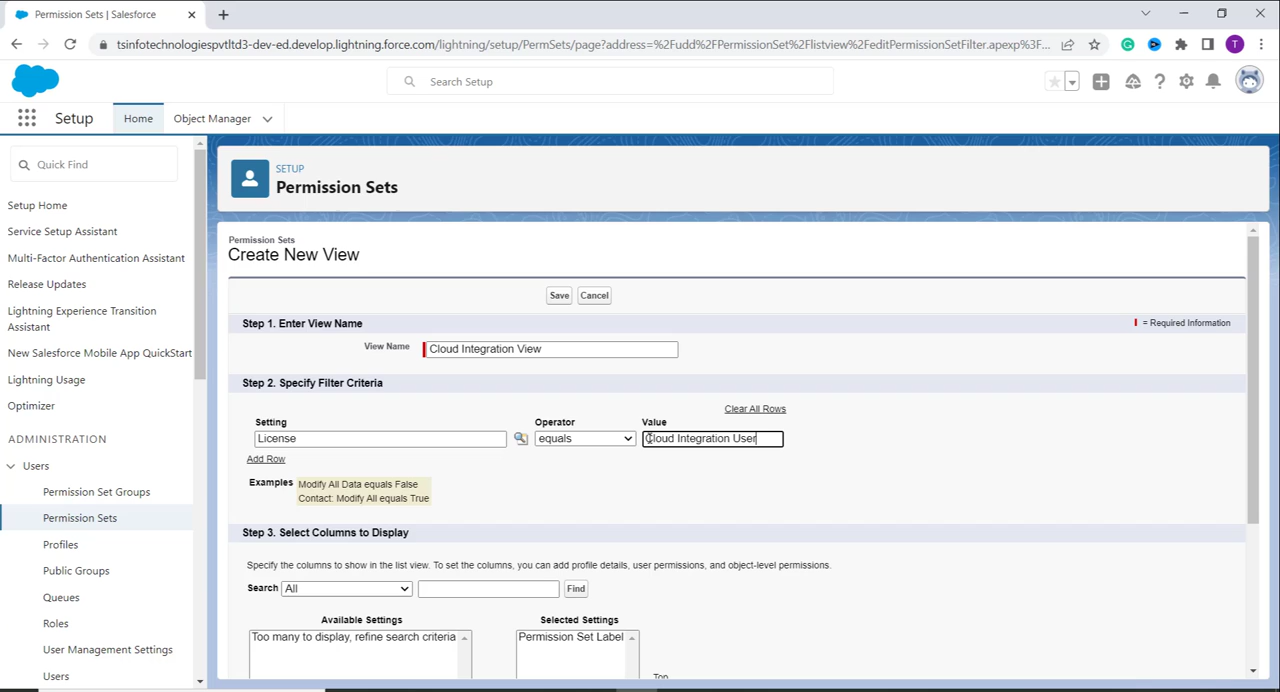 Permission Sets | Salesforce
tsinfotechnologiespvtltd3-dev-ed.develop.lightning.force.com/lightning/setup/PermSets/page?address=%2Fudd%2FPermissionSet%2Flistview%2FeditPermissionSetFilter.apexp%3F...
T
Search Setup
Setup
Home
Object Manager
Quick Find
Setup Home
Service Setup Assistant
Multi-Factor Authentication Assistant
Release Updates
Lightning Experience Transition
Assistant
New Salesforce Mobile App QuickStart
Lightning Usage
Optimizer
ADMINISTRATION
Users
Permission Set Groups
Permission Sets
Profiles
Public Groups
Queues
Roles
User Management Settings
Users
SETUP
Permission Sets
Permission Sets
Create New View
Save Cancel
Step 1. Enter View Name
= Required Information
View Name Cloud Integration View
Step 2. Specify Filter Criteria
Clear All Rows
Setting Operator Value
License equals Cloud Integration User
Add Row
Examples Modify All Data equals False
Contact: Modify All equals True
Step 3. Select Columns to Display
Specify the columns to show in the list view. To set the columns, you can add profile details, user permissions, and object-level permissions.
Search All Find
Available Settings Selected Settings
Too many to display, refine search criteria Permission Set Label
Top